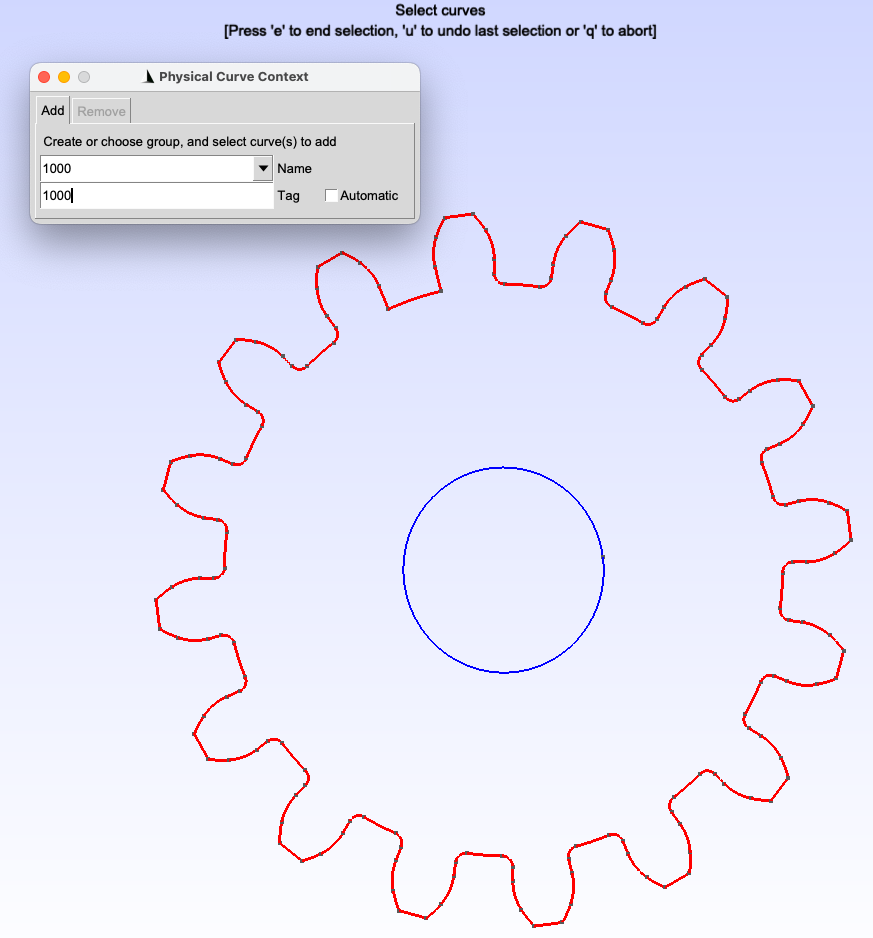 Select curves
[Press 'e' to end selection, 'u' to undo last selection or 'q' to abort]
Physical Curve Context
Add Remove
Create or choose group, and select curve(s) to add
1000 Name
1000 Tag Automatic